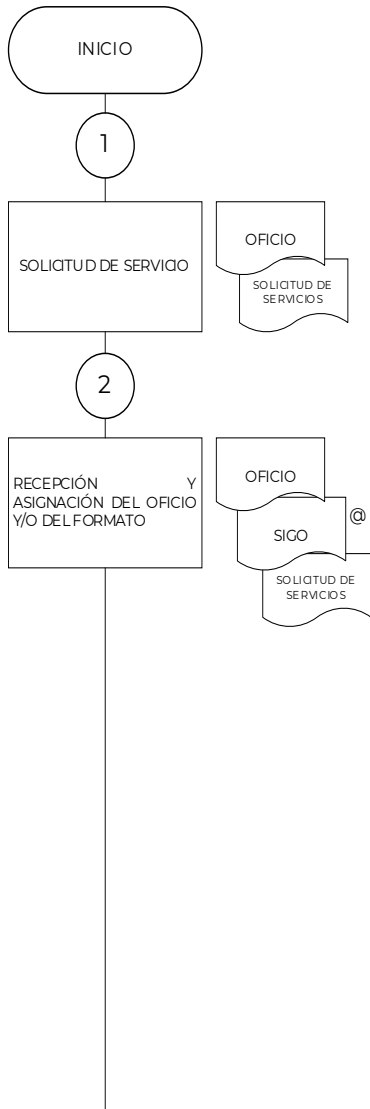 INICIO
1
SOLICITUD DE SERVICIO
OFICIO
SOLICITUD DE
SERVICIOS
2
RECEPCIÓN Y
ASIGNACIÓN DEL OFICIO
Y/O DEL FORMATO
OFICIO
@
SIGO
SOLICITUD DE
SERVICIOS